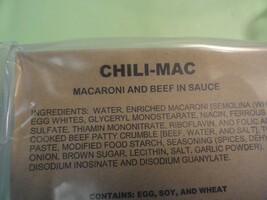 CHILI-MAC
MACARONI AND BEEF IN SAUCE
INGREDIENTS: WATER, ENRICHED MACARONI [SEMOLINA (WH
EGG WHITES, GLYCERYL MONOSTEARATE, NIACIN, FERROUS
SULFATE, THIAMIN MONONITRATE, RIBOFLAVIN, AND FOLIC
COOKED BEEF PATTY CRUMBLE [BEEF, WATER, AND SALT], T
PASTE, MODIFIED FOOD STARCH, SEASONING (SPICES, DEH
ONION, BROWN SUGAR, LECITHIN, SALT, GARLIC POWDER),
DISODIUM INOSINATE AND DISODIUM GUANYLATE.
CONTAINS: EGG, SOY, AND WHEAT